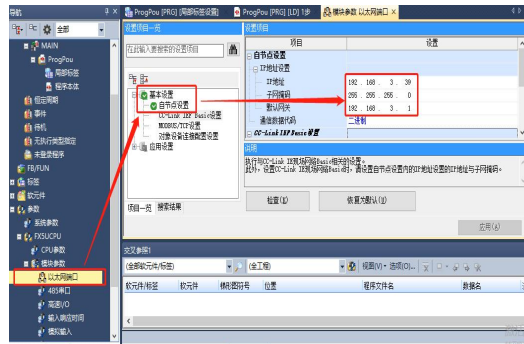 导航
全部
MAIN
ProgPou
局部标签
程序本体
恒定周期
事件
待机
无执行类型指定
未登录程序
FB/FUN
标签
软元件
参数
系统参数
FX5UCPU
CPU参数
模块参数
以太网端口
485串口
高速I/O
输入响应时间
模拟输入
ProgPou [PRG] [局部标签设置]
ProgPou [PRG] [LD] 1步
模块参数 以太网端口
设置项目一览
在此输入要搜索的设置项目
基本设置
自节点设置
CC-Link IEF Basic设置
MODBUS/TCP设置
对象设备连接配置设置
应用设置
项目一览 搜索结果
设置项目
项目 设置
自节点设置
IP地址设置
IP地址 192 . 168 . 3 . 39
子网掩码 255 . 255 . 255 . 0
默认网关 192 . 168 . 3 . 1
通信数据代码 二进制
CC-Link IEF Basic设置
说明
执行与CC-Link IE现场网络Basic相关的设置。
此外，设置CC-Link IE现场网络Basic时，请设置自节点设置内的IP地址设置的IP地址与子网掩码。
检查(K)
恢复为默认(U)
应用(A)
交叉参照1
(全部软元件/标签)
(全工程)
视图(V)
选项(O)...
软元件/标签 软元件 梯形图符号 位置 程序文件名 数据名